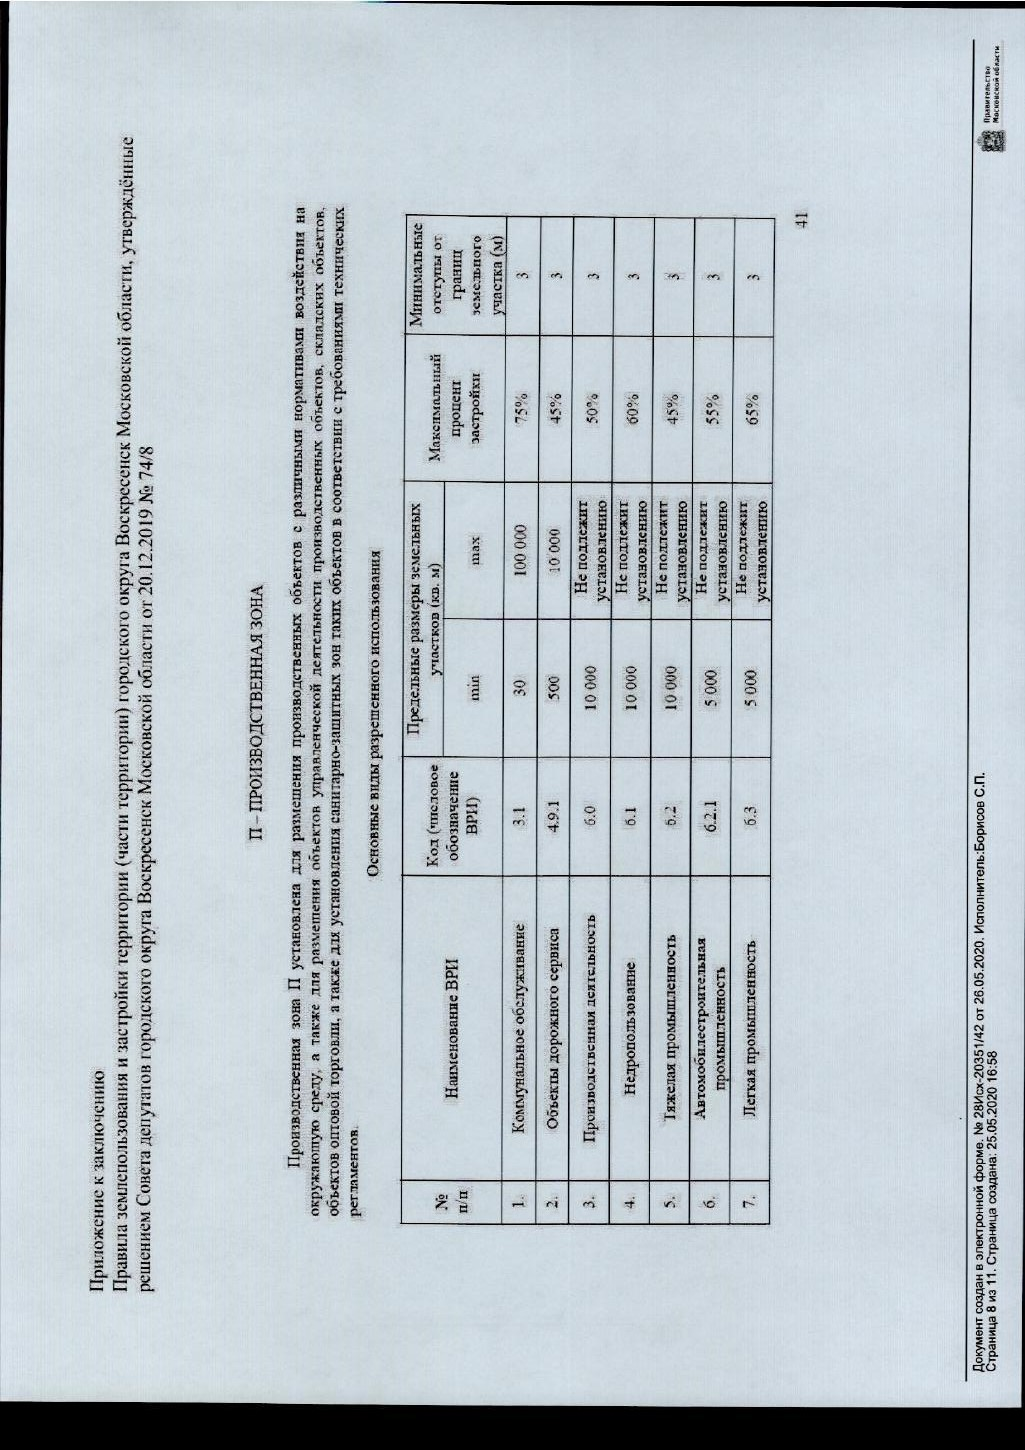 Приложение к заключению
Правила землепользования и застройки территории (части территории) городского округа Воскресенск Московской области, утверждённые
решением Совета депутатов городского округа Воскресенск Московской области от 20.12.2019 № 74/8
П – ПРОИЗВОДСТВЕННАЯ ЗОНА
Производственная зона П установлена для размещения производственных объектов с различными нормативами воздействия на
окружающую среду, а также для размещения объектов управленческой деятельности производственных объектов, складских объектов,
объектов оптовой торговли, а также для установления санитарно-защитных зон таких объектов в соответствии с требованиями технических
регламентов.
Основные виды разрешенного использования
№ п/п | Наименование ВРИ | Код (числовое обозначение ВРИ) | Предельные размеры земельных участков (кв. м) | Максимальный процент застройки | Минимальные отступы от границ земельного участка (м)
min | max
1. Коммунальное обслуживание 3.1 30 100 000 75% 3
2. Объекты дорожного сервиса 4.9.1 500 10 000 45% 3
3. Производственная деятельность 6.0 10 000 Не подлежит установлению 50% 3
4. Недропользование 6.1 10 000 Не подлежит установлению 60% 3
5. Тяжелая промышленность 6.2 10 000 Не подлежит установлению 45% 3
6. Автомобилестроительная промышленность 6.2.1 5 000 Не подлежит установлению 55% 3
7. Легкая промышленность 6.3 5 000 Не подлежит установлению 65% 3
41
Документ создан в электронной форме. № 28Исх-20351/42 от 26.05.2020. Исполнитель:Борисов С.П.
Страница 8 из 11. Страница создана: 25.05.2020 16:58
Правительство
Московской области